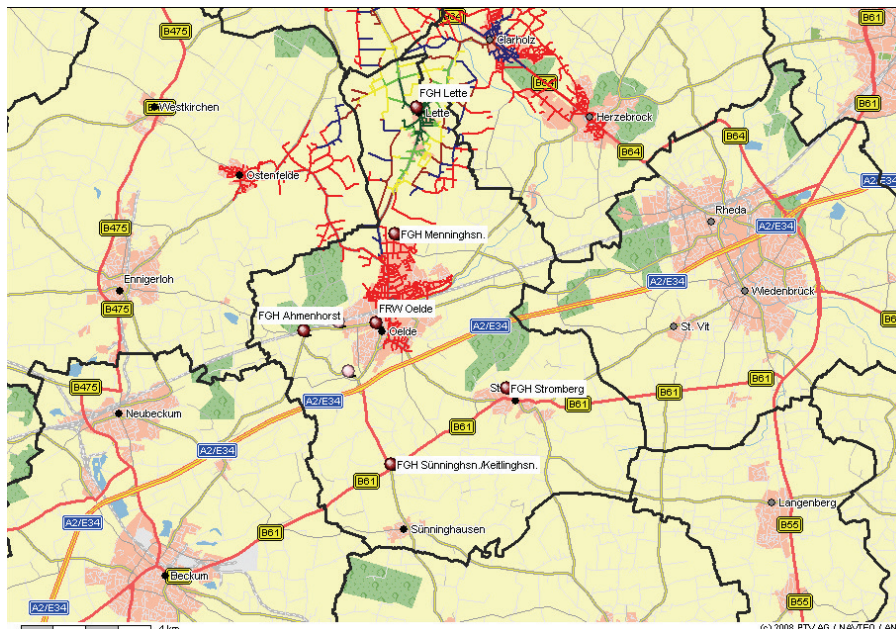 B64
B475
Clarholz
B61
FGH Lette
B64
Westkirchen
Lette
Herzebrock
B61
B64
B64
Ostenfelde
A2/E34
Rheda
B475
A2/E34
FGH Menninghsn.
Ennigerloh
A2/E34
Wiedenbrück
B475
FGH Ahmenhorst
FRW Oelde
Oelde
A2/E34
St. Vit
B475
B61
FGH Stromberg
A2/E34
B61
B61
Neubeckum
B61
A2/E34
FGH Sünninghsn./Keitlinghsn.
B61
Langenberg
A2/E34
B55
B61
Sünninghausen
Beckum
A2/E34
B55
4 km
(c) 2008 PTV AG / NAVTEQ / AN